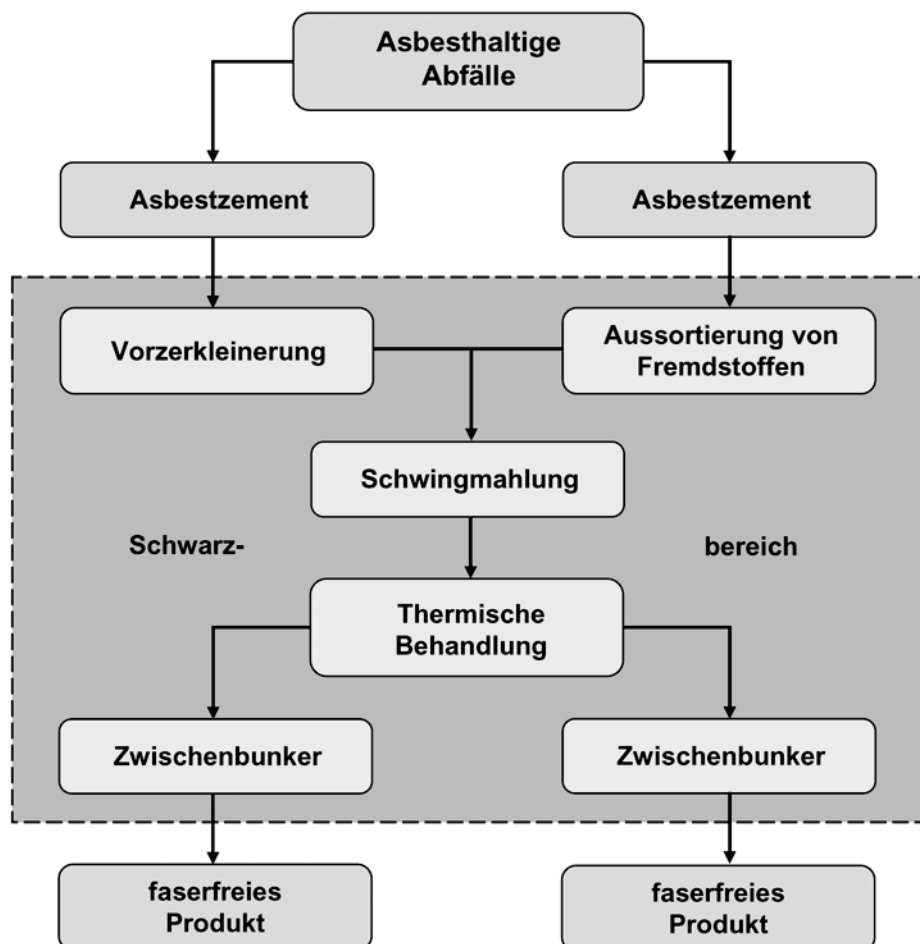 Asbesthaltige
Abfälle
Asbestzement
Asbestzement
Vorzerkleinerung
Aussortierung von
Fremdstoffen
Schwingmahlung
Schwarz-
bereich
Thermische
Behandlung
Zwischenbunker
Zwischenbunker
faserfreies
Produkt
faserfreies
Produkt